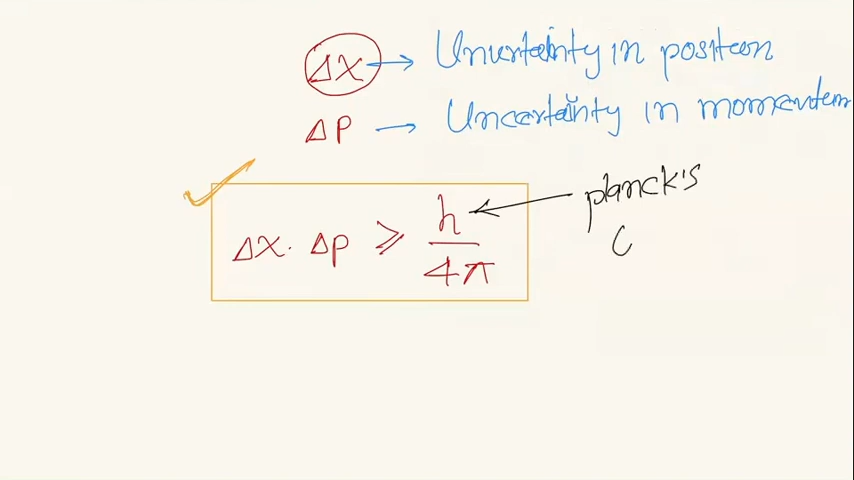 Δx → Uncertainty in position
Δp → Uncertainty in momentum
Δx · Δp ≥ h/4π ← planck's
C